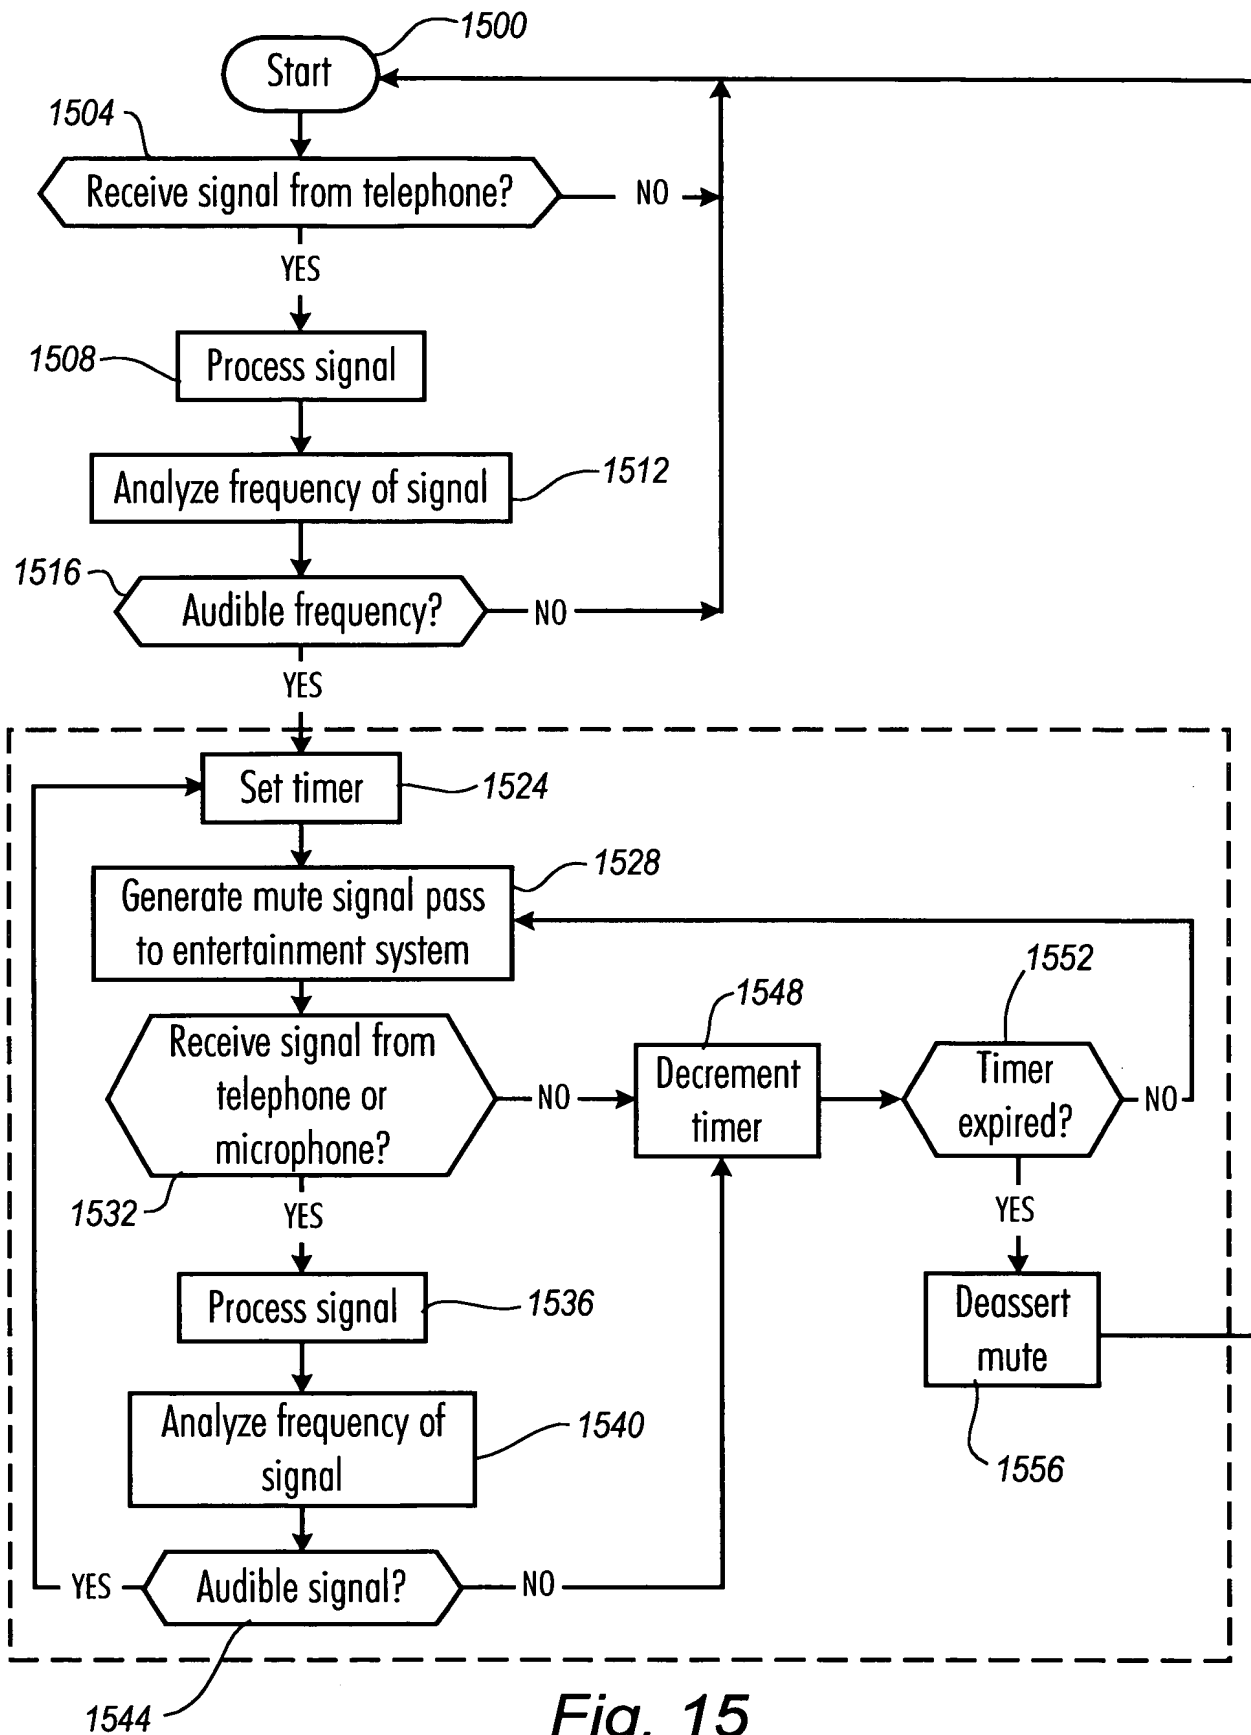 1500
Start
1504
Receive signal from telephone?
NO
YES
1508
Process signal
Analyze frequency of signal
1512
1516
Audible frequency?
NO
YES
Set timer
1524
1528
Generate mute signal pass
to entertainment system
1552
1548
Receive signal from
telephone or
microphone?
NO
Decrement
timer
Timer
expired?
NO
1532
YES
YES
Process signal
1536
Deassert
mute
Analyze frequency of
signal
1540
1556
YES
Audible signal?
NO
1544
Fig. 15